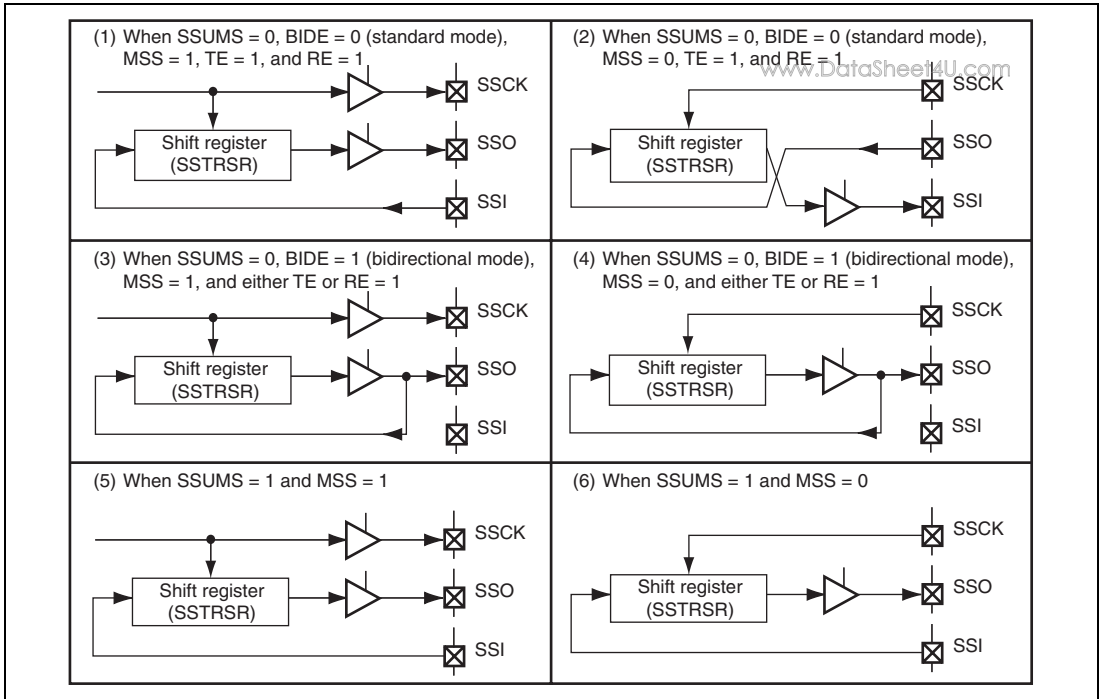 (1) When SSUMS = 0, BIDE = 0 (standard mode),
MSS = 1, TE = 1, and RE = 1
SSCK
Shift register
(SSTRSR)
SSO
SSI
(2) When SSUMS = 0, BIDE = 0 (standard mode),
MSS = 0, TE = 1, and RE = 1
www.DataSheet4U.com
SSCK
Shift register
(SSTRSR)
SSO
SSI
(3) When SSUMS = 0, BIDE = 1 (bidirectional mode),
MSS = 1, and either TE or RE = 1
SSCK
Shift register
(SSTRSR)
SSO
SSI
(4) When SSUMS = 0, BIDE = 1 (bidirectional mode),
MSS = 0, and either TE or RE = 1
SSCK
Shift register
(SSTRSR)
SSO
SSI
(5) When SSUMS = 1 and MSS = 1
SSCK
Shift register
(SSTRSR)
SSO
SSI
(6) When SSUMS = 1 and MSS = 0
SSCK
Shift register
(SSTRSR)
SSO
SSI